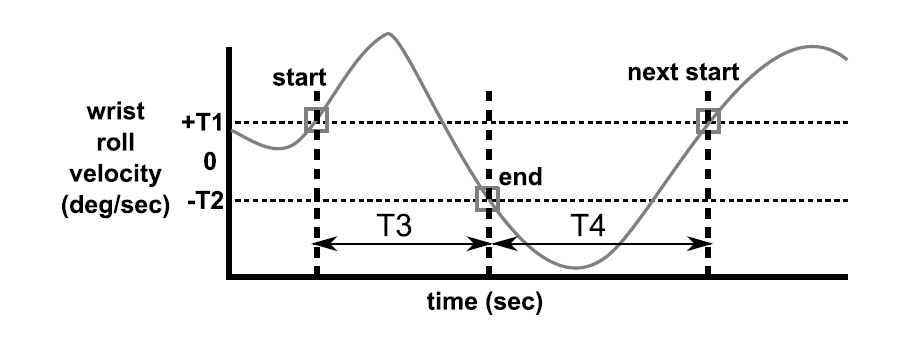 start
next start
wrist
roll
velocity
(deg/sec)
+T1
0
-T2
end
T3
T4
time (sec)